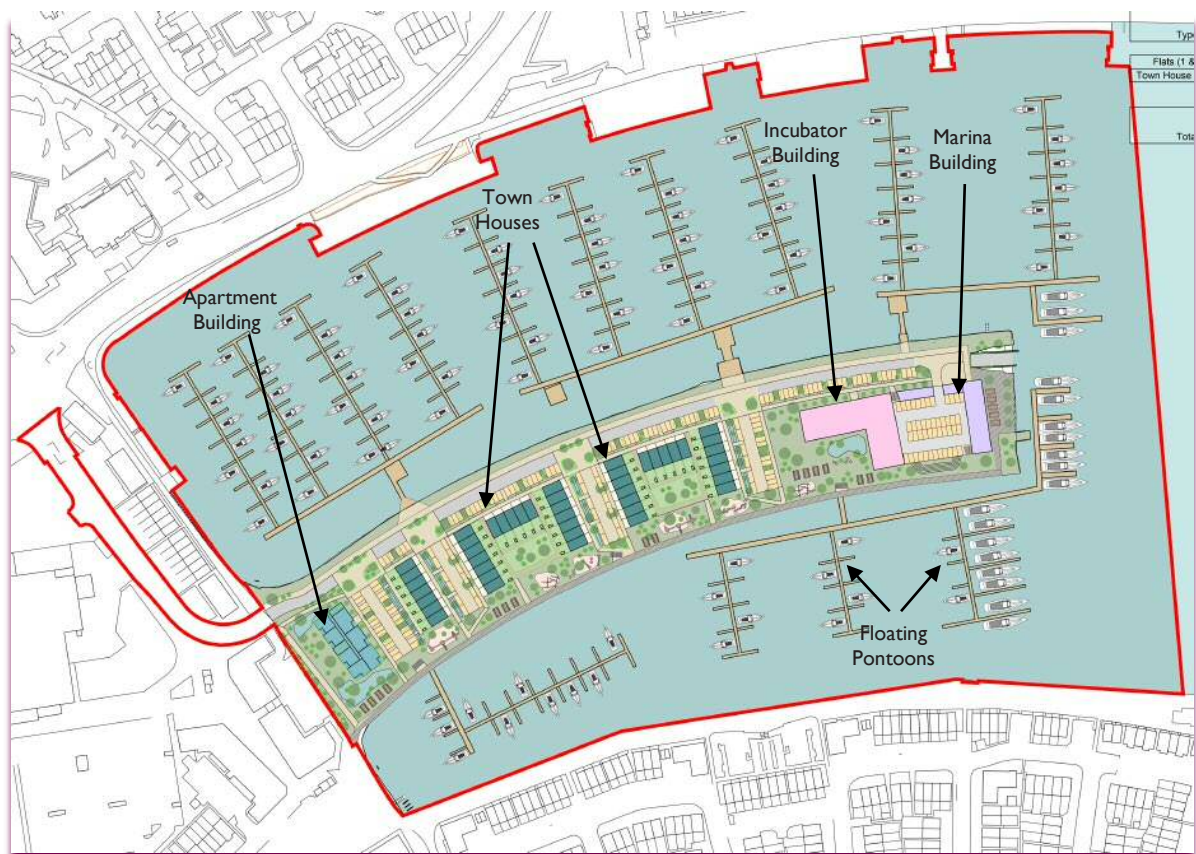 Flats (1 &
Town House
Incubator
Building
Marina
Building
Town
Houses
Apartment
Building
Floating
Pontoons